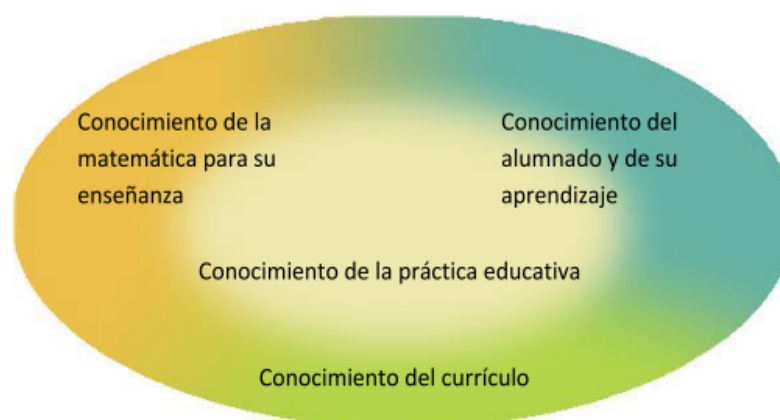 Conocimiento de la
matemática para su
enseñanza
Conocimiento del
alumnado y de su
aprendizaje
Conocimiento de la práctica educativa
Conocimiento del currículo